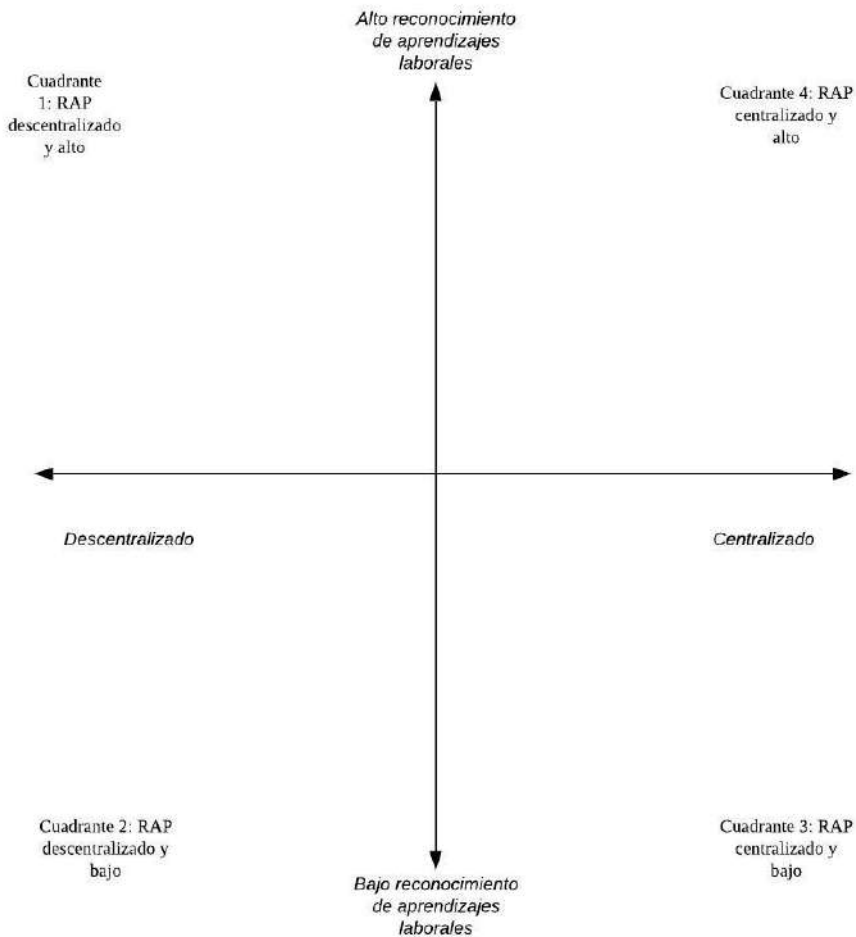 Alto reconocimiento
de aprendizajes
laborales
Cuadrante
1: RAP
descentralizado
y alto
Cuadrante 4: RAP
centralizado y
alto
Descentralizado
Centralizado
Cuadrante 2: RAP
descentralizado y
bajo
Cuadrante 3: RAP
centralizado y
bajo
Bajo reconocimiento
de aprendizajes
laborales